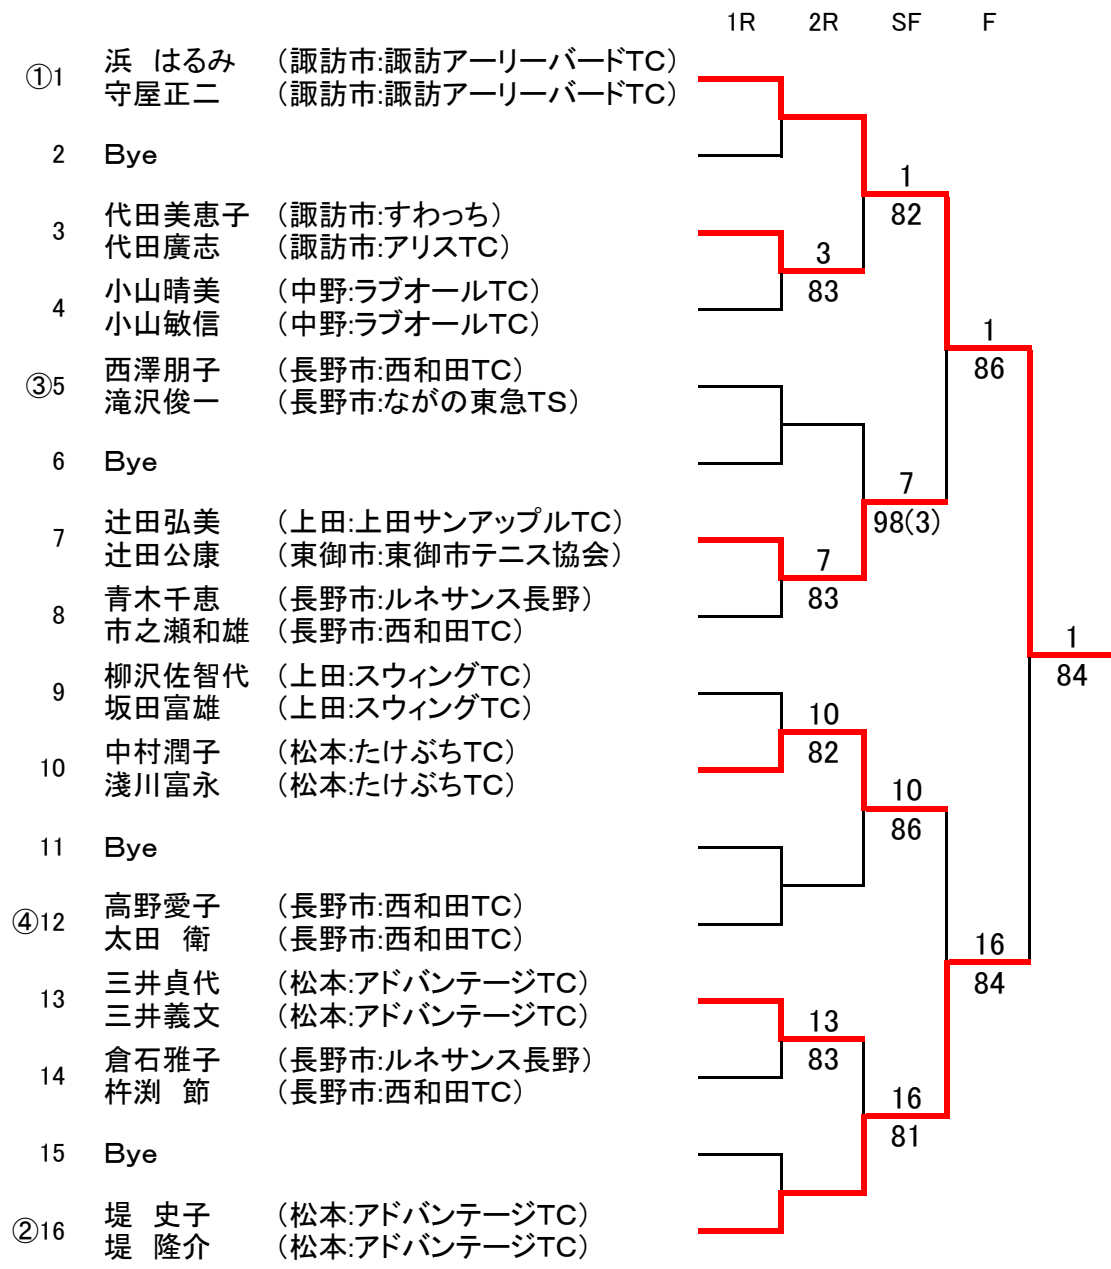 1R 2R SF F
①1 浜　はるみ （諏訪市:諏訪アーリーバードTC）
守屋正二 （諏訪市:諏訪アーリーバードTC）
2 Bye
3 代田美恵子 （諏訪市:すわっち）
代田廣志 （諏訪市:アリスTC）
4 小山晴美 （中野:ラブオールTC）
小山敏信 （中野:ラブオールTC）
③5 西澤朋子 （長野市:西和田TC）
滝沢俊一 （長野市:ながの東急TS）
6 Bye
7 辻田弘美 （上田:上田サンアップルTC）
辻田公康 （東御市:東御市テニス協会）
8 青木千恵 （長野市:ルネサンス長野）
市之瀬和雄 （長野市:西和田TC）
9 柳沢佐智代 （上田:スウィングTC）
坂田富雄 （上田:スウィングTC）
10 中村潤子 （松本:たけぶちTC）
淺川富永 （松本:たけぶちTC）
11 Bye
④12 高野愛子 （長野市:西和田TC）
太田　衛 （長野市:西和田TC）
13 三井貞代 （松本:アドバンテージTC）
三井義文 （松本:アドバンテージTC）
14 倉石雅子 （長野市:ルネサンス長野）
杵渕　節 （長野市:西和田TC）
15 Bye
②16 堤　史子 （松本:アドバンテージTC）
堤　隆介 （松本:アドバンテージTC）
3
83
7
83
10
82
13
83
1
82
7
98(3)
10
86
16
81
1
86
16
84
1
84